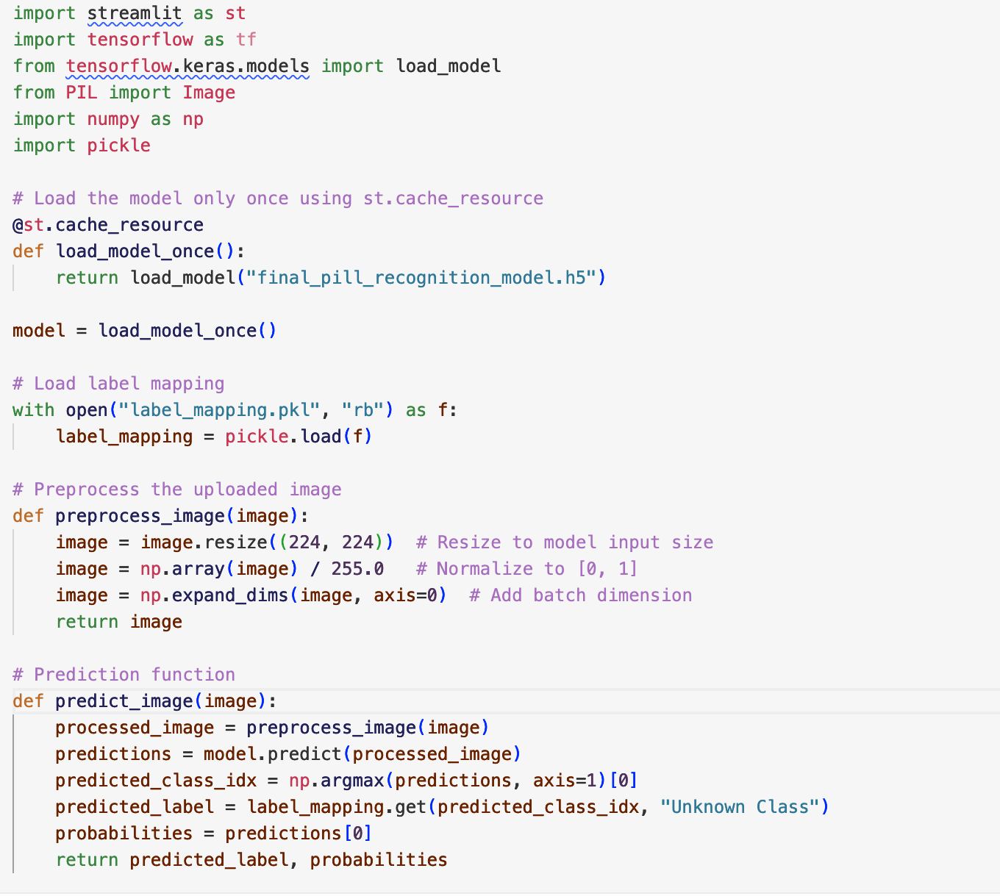 import streamlit as st
import tensorflow as tf
from tensorflow.keras.models import load_model
from PIL import Image
import numpy as np
import pickle

# Load the model only once using st.cache_resource
@st.cache_resource
def load_model_once():
    return load_model("final_pill_recognition_model.h5")

model = load_model_once()

# Load label mapping
with open("label_mapping.pkl", "rb") as f:
    label_mapping = pickle.load(f)

# Preprocess the uploaded image
def preprocess_image(image):
    image = image.resize((224, 224))  # Resize to model input size
    image = np.array(image) / 255.0   # Normalize to [0, 1]
    image = np.expand_dims(image, axis=0)  # Add batch dimension
    return image

# Prediction function
def predict_image(image):
    processed_image = preprocess_image(image)
    predictions = model.predict(processed_image)
    predicted_class_idx = np.argmax(predictions, axis=1)[0]
    predicted_label = label_mapping.get(predicted_class_idx, "Unknown Class")
    probabilities = predictions[0]
    return predicted_label, probabilities